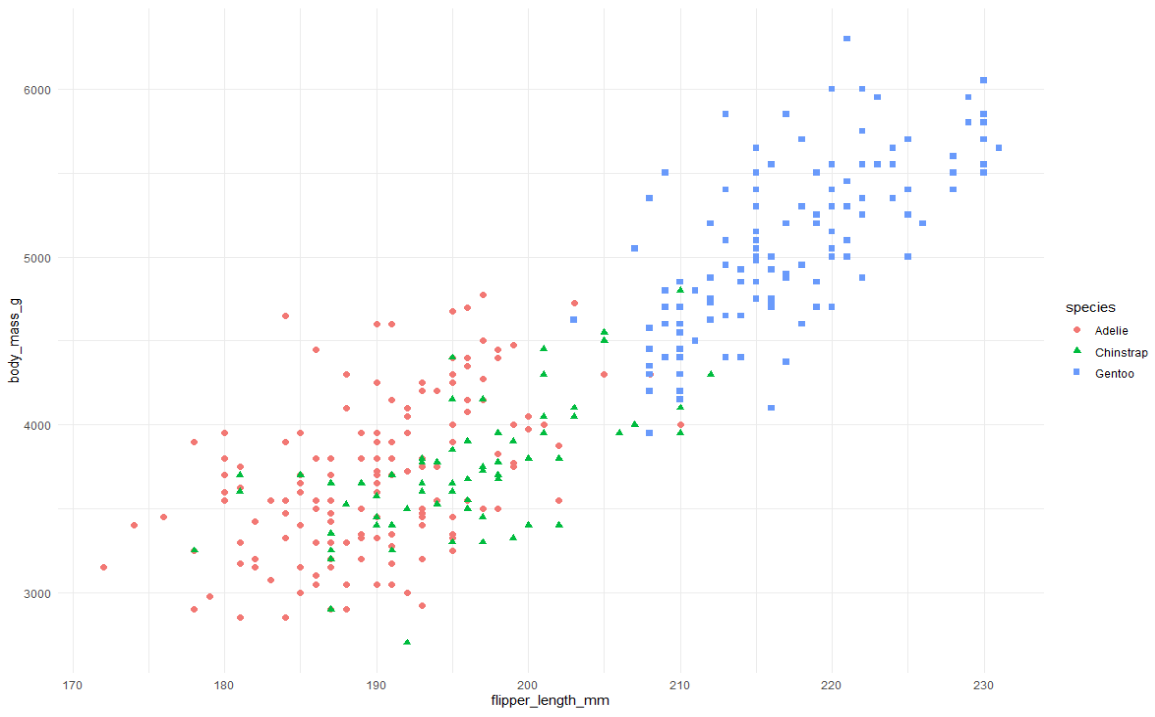 6000
5000
4000
3000
body_mass_g
170 180 190 200 210 220 230
flipper_length_mm
species
Adelie
Chinstrap
Gentoo